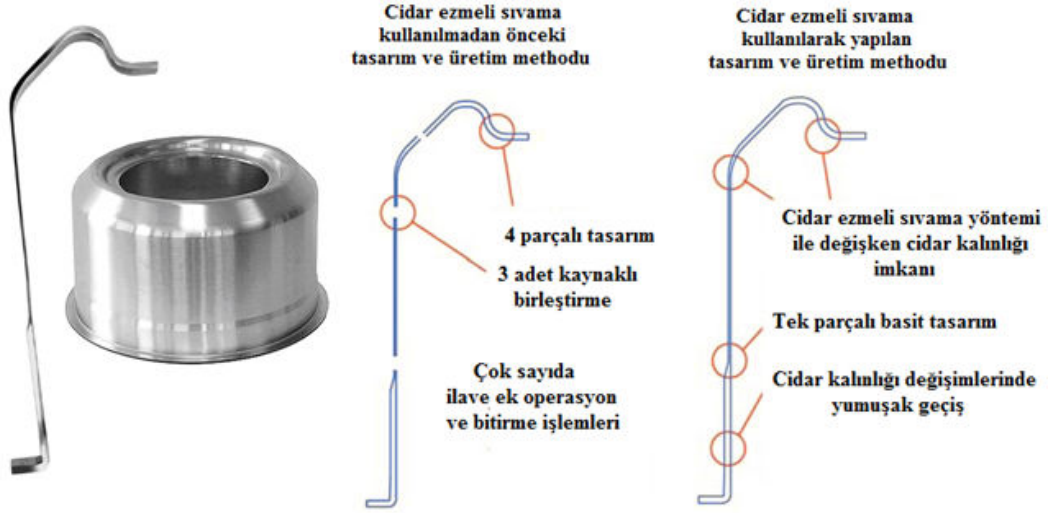 Cidar ezmeli sıvama
kullanılmadan önceki
tasarım ve üretim methodu
4 parçalı tasarım
3 adet kaynaklı
birleştirme
Çok sayıda
ilave ek operasyon
ve bitirme işlemleri
Cidar ezmeli sıvama
kullanılarak yapılan
tasarım ve üretim methodu
Cidar ezmeli sıvama yöntemi
ile değişken cidar kalınlığı
imkanı
Tek parçalı basit tasarım
Cidar kalınlığı değişimlerinde
yumuşak geçiş